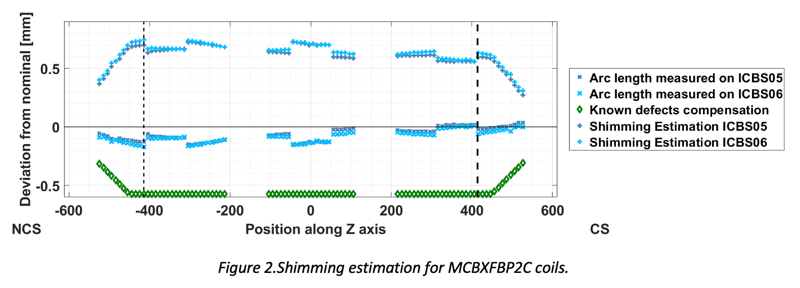 Deviation from nominal [mm]
0.5
0
-0.5
-600
-400
-200
0
200
400
600
NCS
Position along Z axis
CS
Arc length measured on ICBS05
Arc length measured on ICBS06
Known defects compensation
Shimming Estimation ICBS05
Shimming Estimation ICBS06
Figure 2.Shimming estimation for MCBXFBP2C coils.